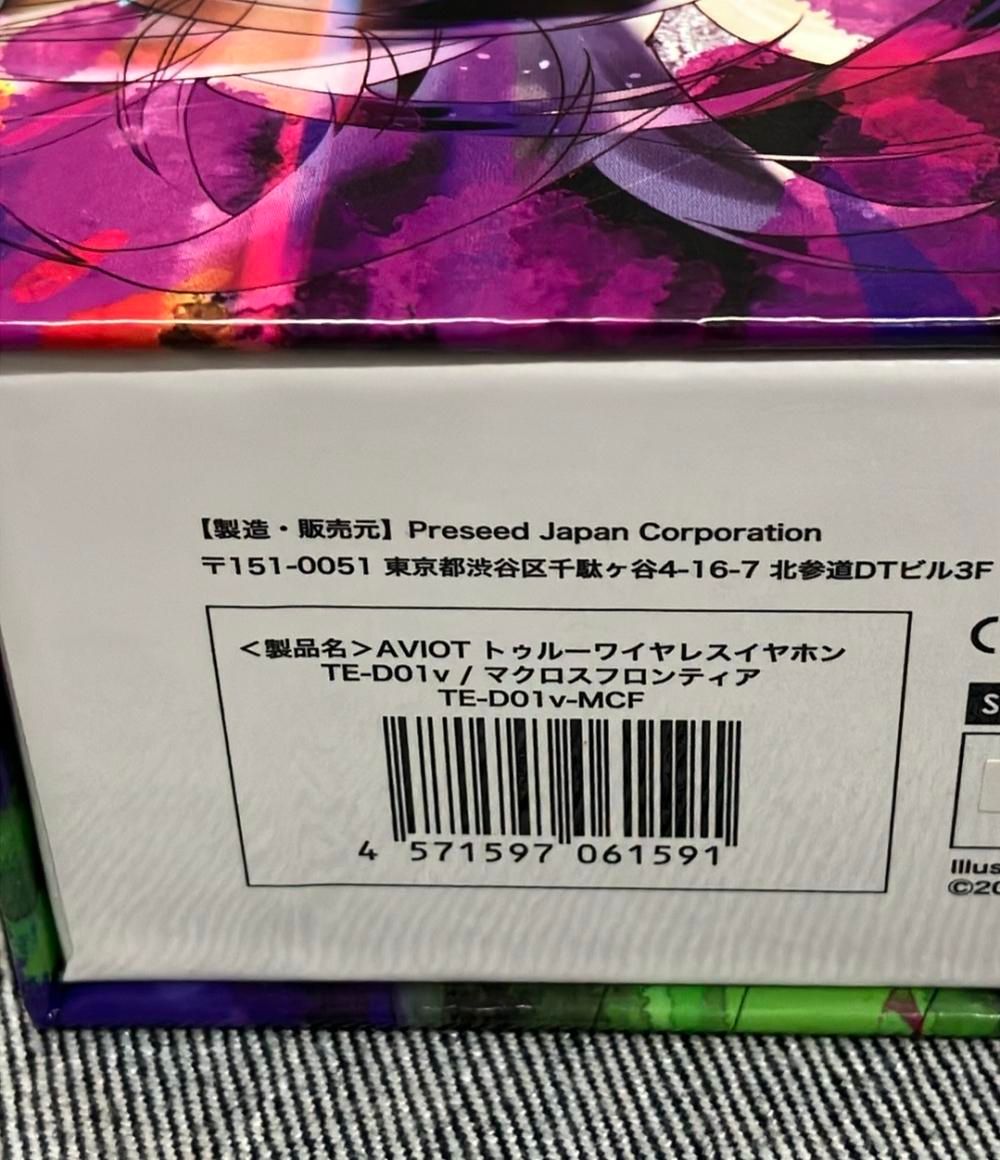 【製造・販売元】Preseed Japan Corporation
〒151-0051 東京都渋谷区千駄ヶ谷4-16-7 北参道DTビル3F
＜製品名＞AVIOT トゥルーワイヤレスイヤホン
TE-D01v / マクロスフロンティア
TE-D01v-MCF
4 571597 061591